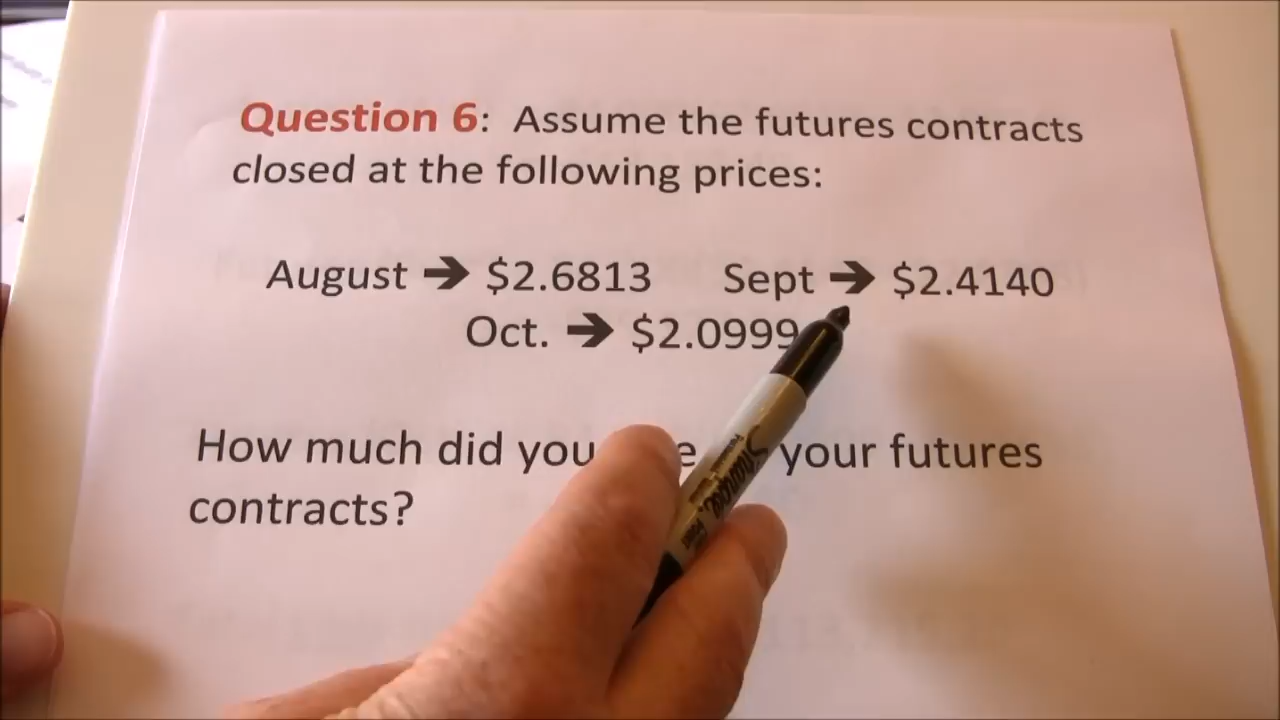 Question 6: Assume the futures contracts
closed at the following prices:
August ➔ $2.6813 Sept ➔ $2.4140
Oct. ➔ $2.0999
How much did you your futures
contracts?
Sharpie